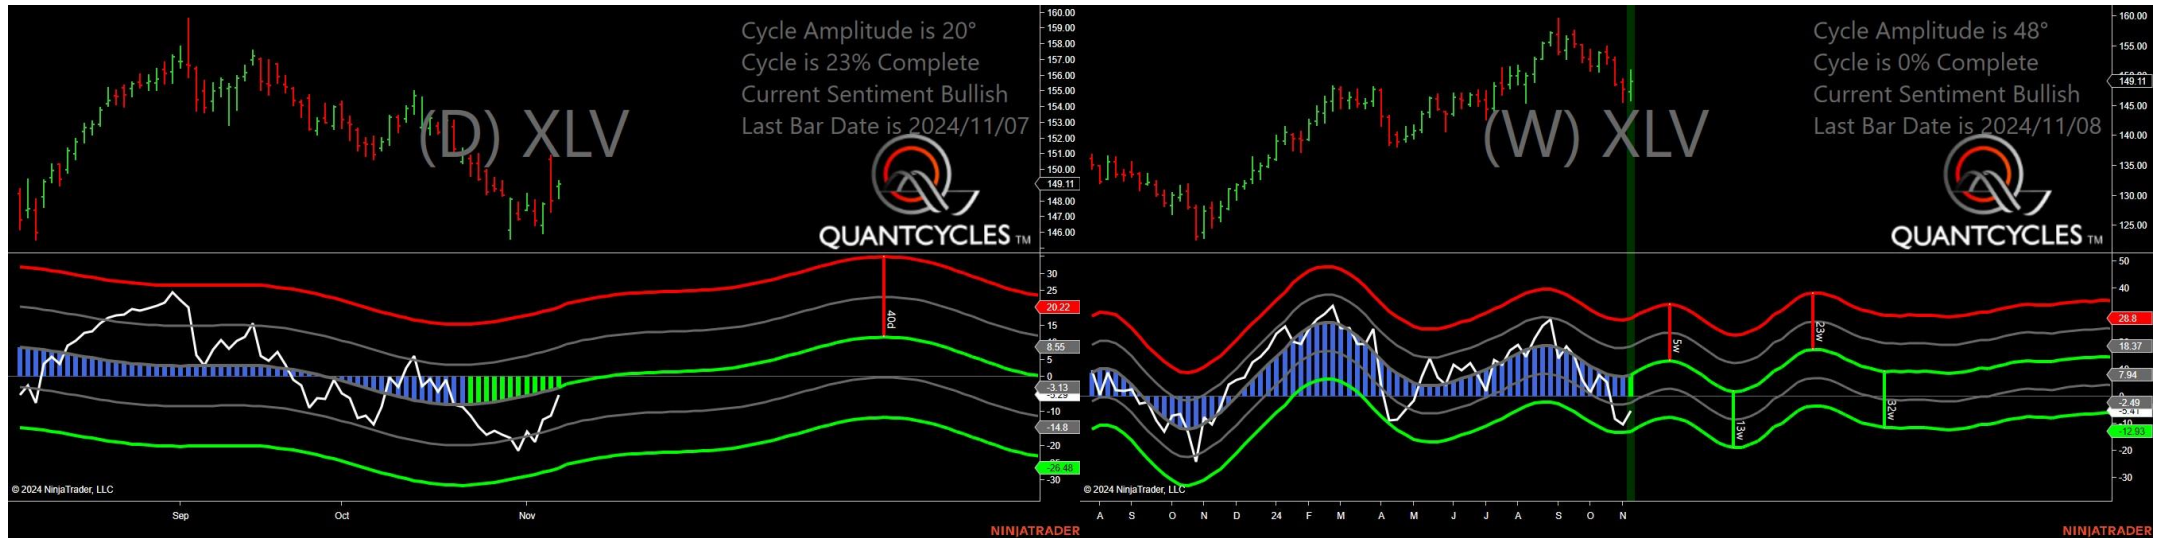 Cycle Amplitude is 20°
Cycle is 23% Complete
Current Sentiment Bullish
Last Bar Date is 2024/11/07
(D) XLV
QUANTCYCLES TM
160.00
159.00
158.00
157.00
156.00
155.00
154.00
153.00
152.00
151.00
150.00
149.11
148.00
147.00
146.00
40d
30
25
20.22
15
8.55
5
0
-3.13
-5.29
-10
-14.8
-20
-26.48
-30
© 2024 NinjaTrader, LLC
Sep Oct Nov
NINJATRADER
Cycle Amplitude is 48°
Cycle is 0% Complete
Current Sentiment Bullish
Last Bar Date is 2024/11/08
(W) XLV
QUANTCYCLES TM
160.00
155.00
149.11
145.00
140.00
135.00
130.00
125.00
5w
13w
23w
32w
50
40
28.8
18.37
7.94
-2.49
-5.41
-12.93
-20
-30
© 2024 NinjaTrader, LLC
A S O N D 24 F M A M J J A S O N
NINJATRADER